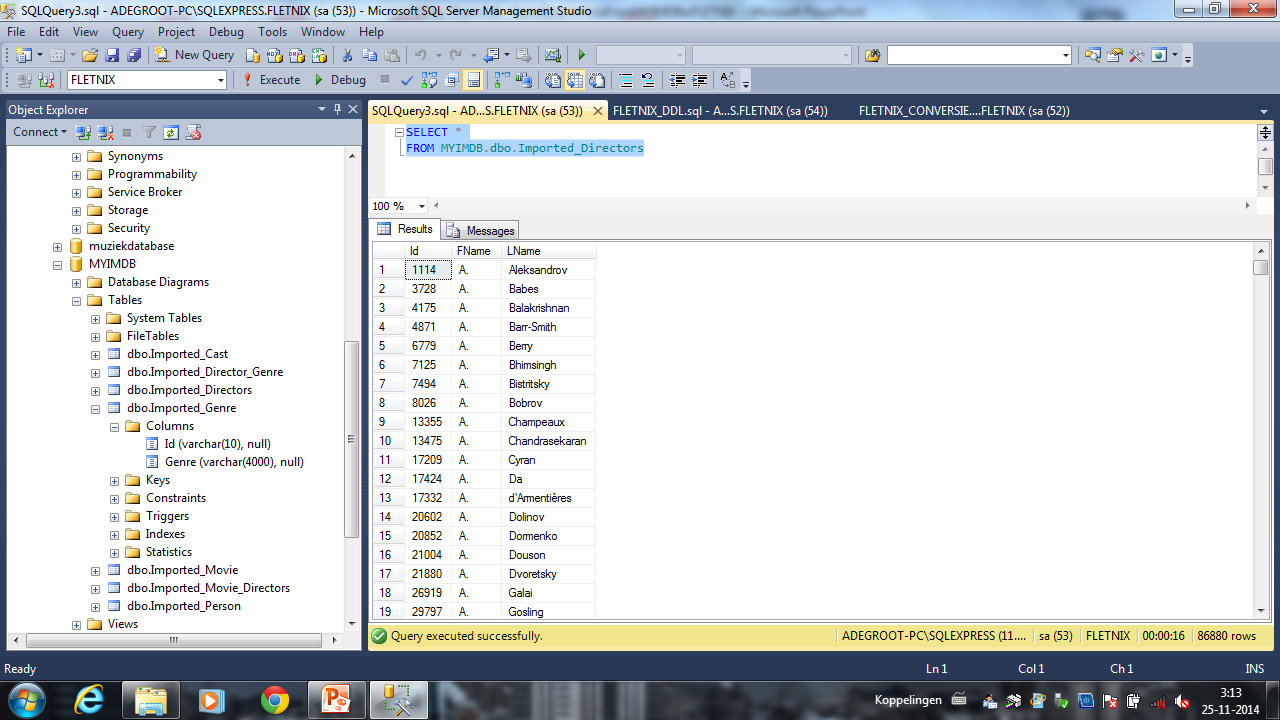 SQLQuery3.sql - ADEGROOT-PC\SQLEXPRESS.FLETNIX (sa (53)) - Microsoft SQL Server Management Studio
File Edit View Query Project Debug Tools Window Help
New Query
FLETNIX Execute Debug
Object Explorer
Connect
Synonyms
Programmability
Service Broker
Storage
Security
muziekdatabase
MYIMDB
Database Diagrams
Tables
System Tables
FileTables
dbo.Imported_Cast
dbo.Imported_Director_Genre
dbo.Imported_Directors
dbo.Imported_Genre
Columns
Id (varchar(10), null)
Genre (varchar(4000), null)
Keys
Constraints
Triggers
Indexes
Statistics
dbo.Imported_Movie
dbo.Imported_Movie_Directors
dbo.Imported_Person
Views
SQLQuery3.sql - AD...S.FLETNIX (sa (53)) FLETNIX_DDL.sql - A...S.FLETNIX (sa (54)) FLETNIX_CONVERSIE....FLETNIX (sa (52))
SELECT *
FROM MYIMDB.dbo.Imported_Directors
100 %
Results Messages
Id FName LName
1 1114 A. Aleksandrov
2 3728 A. Babes
3 4175 A. Balakrishnan
4 4871 A. Barr-Smith
5 6779 A. Berry
6 7125 A. Bhimsingh
7 7494 A. Bistritsky
8 8026 A. Bobrov
9 13355 A. Champeaux
10 13475 A. Chandrasekaran
11 17209 A. Cyran
12 17424 A. Da
13 17332 A. d'Armentières
14 20602 A. Dolinov
15 20852 A. Domenko
16 21004 A. Douson
17 21880 A. Dvoretsky
18 26919 A. Galai
19 29797 A. Gosling
Query executed successfully. ADEGROOT-PC\SQLEXPRESS (11.... sa (53) FLETNIX 00:00:16 86880 rows
Ready Ln 1 Col 1 Ch 1 INS
Koppelingen
3:13
25-11-2014